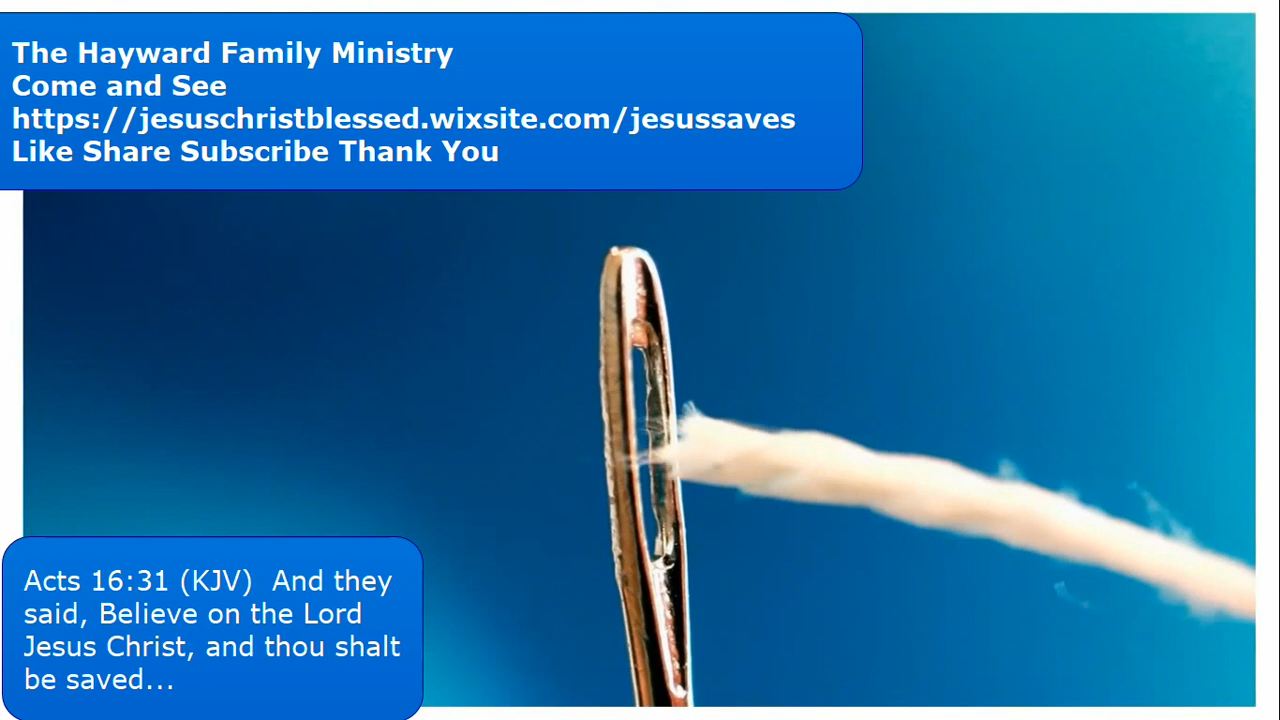 The Hayward Family Ministry
Come and See
https://jesuschristblessed.wixsite.com/jesussaves
Like Share Subscribe Thank You
Acts 16:31 (KJV)  And they
said, Believe on the Lord
Jesus Christ, and thou shalt
be saved...